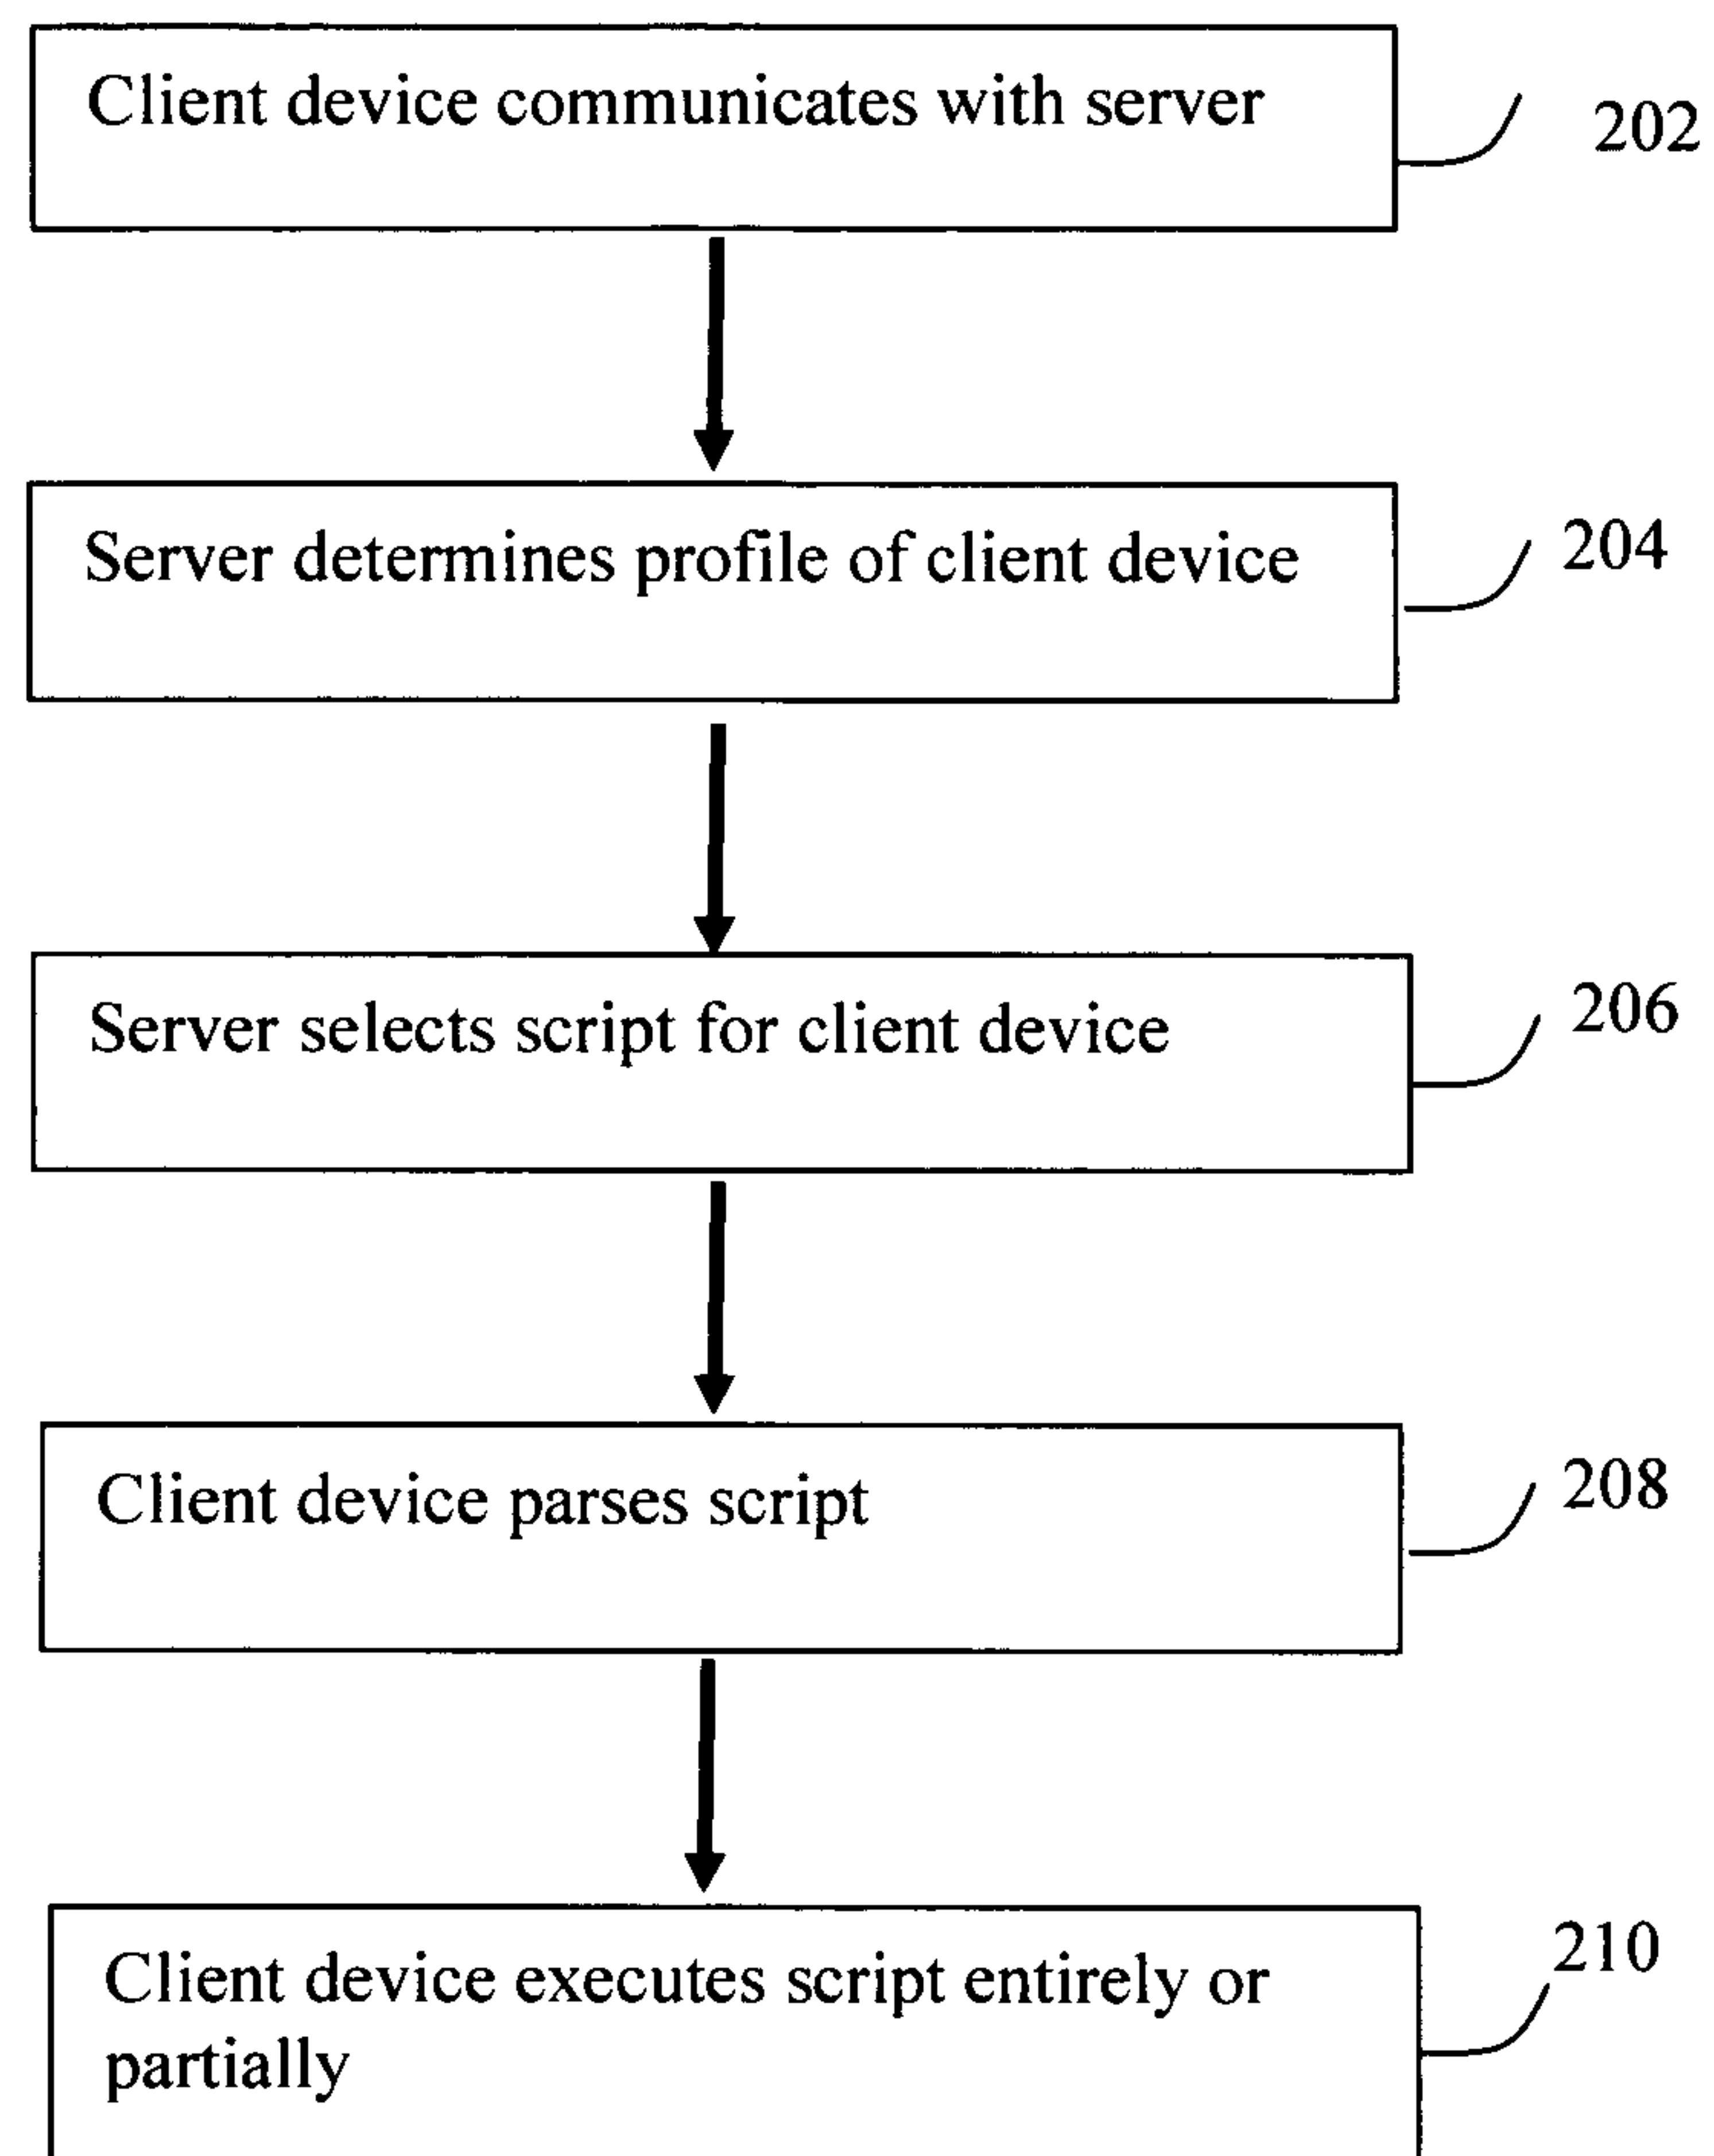 Client device communicates with server
202
Server determines profile of client device
204
Server selects script for client device
206
Client device parses script
208
Client device executes script entirely or
partially
210